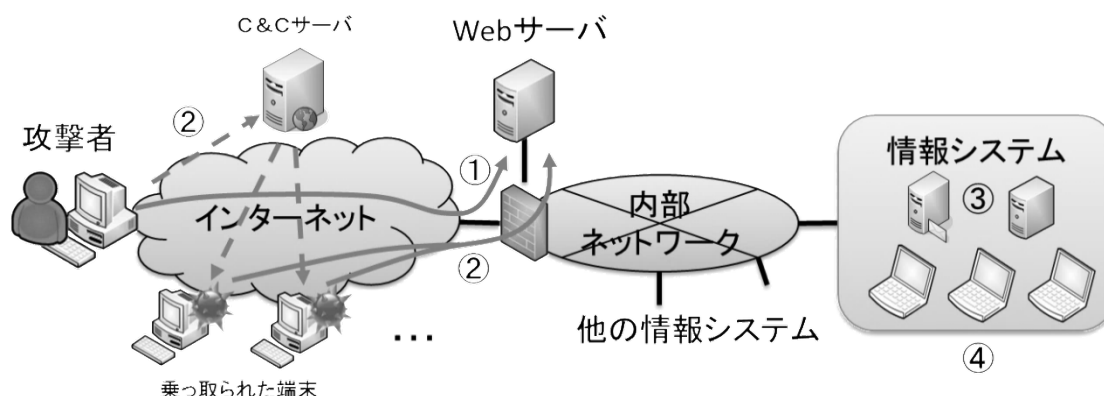 C&Cサーバ
Webサーバ
②
攻撃者
①
情報システム
③
インターネット
内部
ネットワーク
②
…
他の情報システム
④
乗っ取られた端末